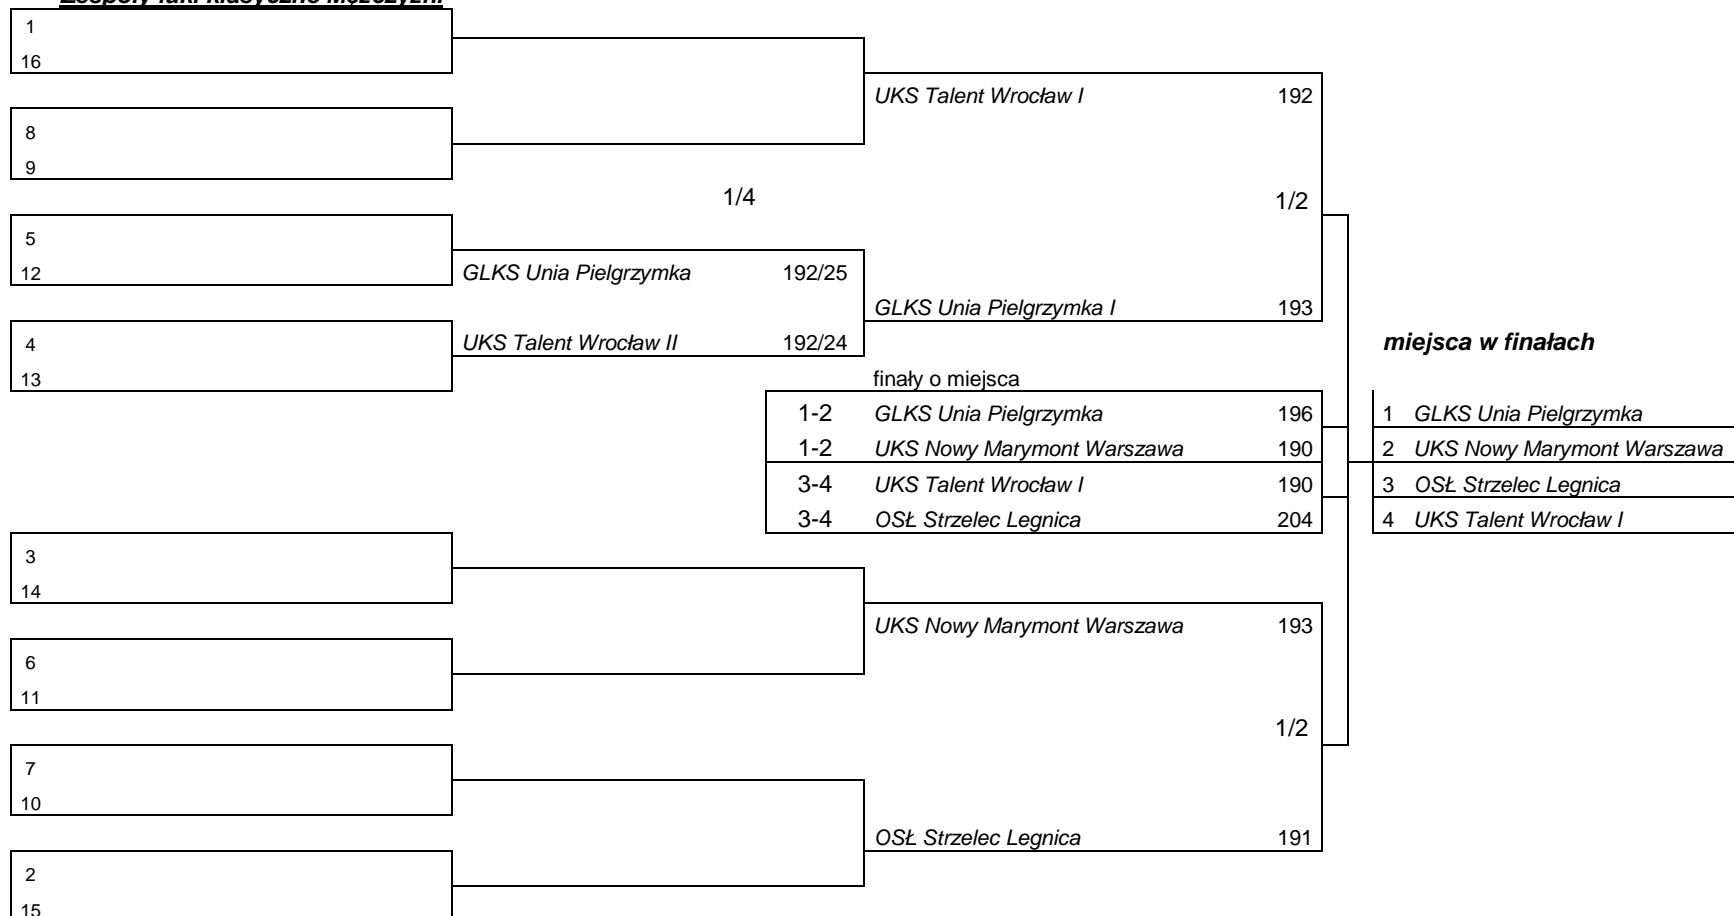 Zespoły łuki klasyczne Mężczyźni
1
16
UKS Talent Wrocław I 192
8
9
1/4 1/2
5
12 GLKS Unia Pielgrzymka 192/25
GLKS Unia Pielgrzymka I 193
4 UKS Talent Wrocław II 192/24 miejsca w finałach
13 finały o miejsca
1-2 GLKS Unia Pielgrzymka 196 1 GLKS Unia Pielgrzymka
1-2 UKS Nowy Marymont Warszawa 190 2 UKS Nowy Marymont Warszawa
3-4 UKS Talent Wrocław I 190 3 OSŁ Strzelec Legnica
3-4 OSŁ Strzelec Legnica 204 4 UKS Talent Wrocław I
3
14
UKS Nowy Marymont Warszawa 193
6
11
1/2
7
10
OSŁ Strzelec Legnica 191
2
15